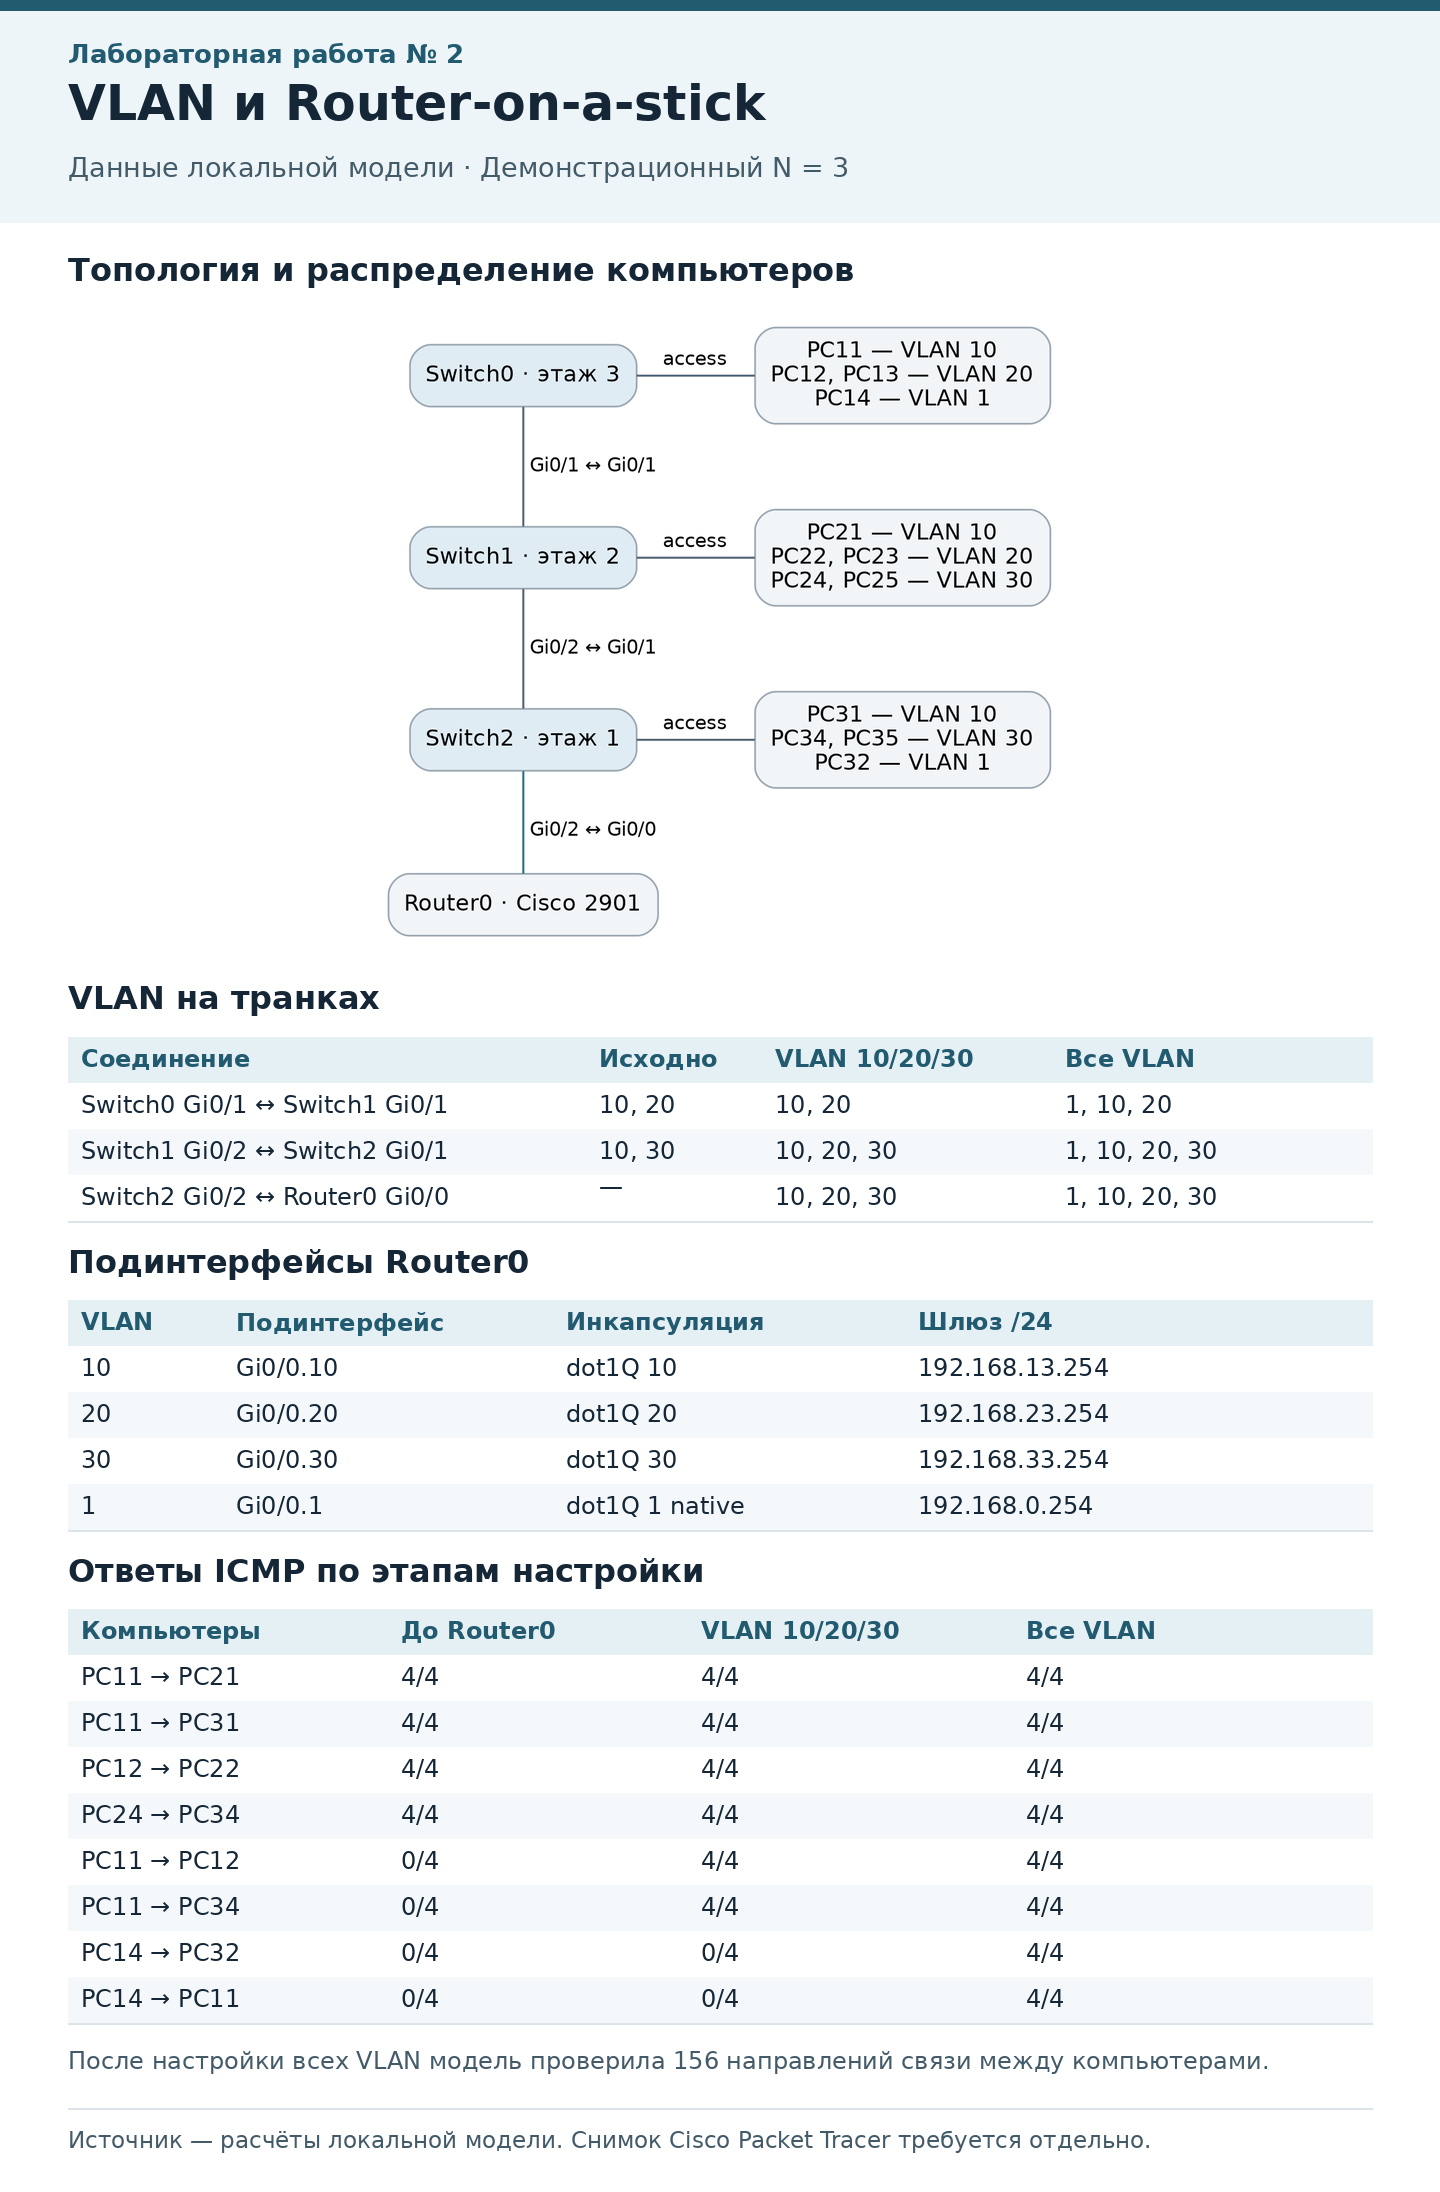 Лабораторная работа № 2
VLAN и Router-on-a-stick
Данные локальной модели · Демонстрационный N = 3
Топология и распределение компьютеров
Switch0 · этаж 3
access
PC11 — VLAN 10
PC12, PC13 — VLAN 20
PC14 — VLAN 1
Gi0/1 ↔ Gi0/1
Switch1 · этаж 2
access
PC21 — VLAN 10
PC22, PC23 — VLAN 20
PC24, PC25 — VLAN 30
Gi0/2 ↔ Gi0/1
Switch2 · этаж 1
access
PC31 — VLAN 10
PC34, PC35 — VLAN 30
PC32 — VLAN 1
Gi0/2 ↔ Gi0/0
Router0 · Cisco 2901
VLAN на транках
Соединение Исходно VLAN 10/20/30 Все VLAN
Switch0 Gi0/1 ↔ Switch1 Gi0/1 10, 20 10, 20 1, 10, 20
Switch1 Gi0/2 ↔ Switch2 Gi0/1 10, 30 10, 20, 30 1, 10, 20, 30
Switch2 Gi0/2 ↔ Router0 Gi0/0 — 10, 20, 30 1, 10, 20, 30
Подинтерфейсы Router0
VLAN Подинтерфейс Инкапсуляция Шлюз /24
10 Gi0/0.10 dot1Q 10 192.168.13.254
20 Gi0/0.20 dot1Q 20 192.168.23.254
30 Gi0/0.30 dot1Q 30 192.168.33.254
1 Gi0/0.1 dot1Q 1 native 192.168.0.254
Ответы ICMP по этапам настройки
Компьютеры До Router0 VLAN 10/20/30 Все VLAN
PC11 → PC21 4/4 4/4 4/4
PC11 → PC31 4/4 4/4 4/4
PC12 → PC22 4/4 4/4 4/4
PC24 → PC34 4/4 4/4 4/4
PC11 → PC12 0/4 4/4 4/4
PC11 → PC34 0/4 4/4 4/4
PC14 → PC32 0/4 0/4 4/4
PC14 → PC11 0/4 0/4 4/4
После настройки всех VLAN модель проверила 156 направлений связи между компьютерами.
Источник — расчёты локальной модели. Снимок Cisco Packet Tracer требуется отдельно.